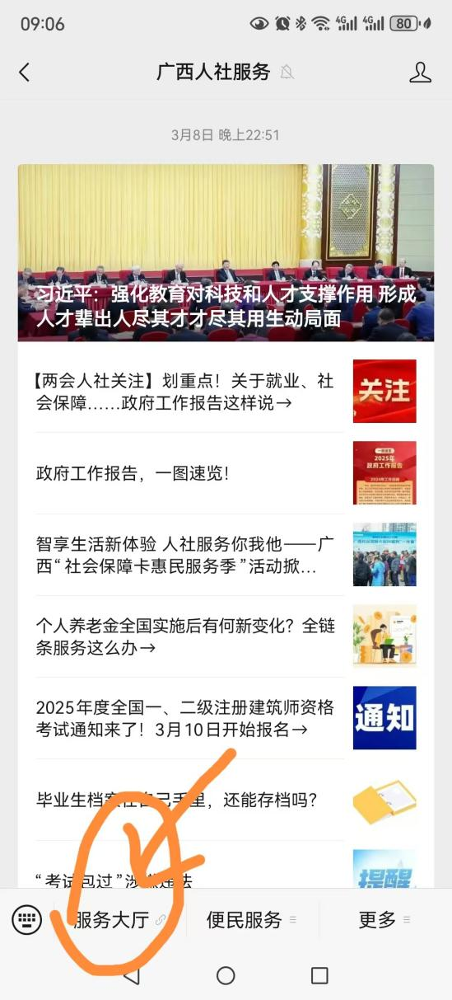 09:06
4G
4G
80
广西人社服务
3月8日 晚上22:51
习近平：强化教育对科技和人才支撑作用 形成
人才辈出人尽其才才尽其用生动局面
【两会人社关注】划重点！关于就业、社
会保障……政府工作报告这样说→
关注
政府工作报告，一图速览！
一图速览
2025年
政府工作报告
智享生活新体验 人社服务你我他——广
西“社会保障卡惠民服务季”活动掀...
个人养老金全国实施后有何新变化？全链
条服务这么办→
2025年度全国一、二级注册建筑师资格
考试通知来了！3月10日开始报名→
通知
毕业生档案在自己手里，还能存档吗？
“考试包过”涉嫌违法
提醒
服务大厅
便民服务
更多